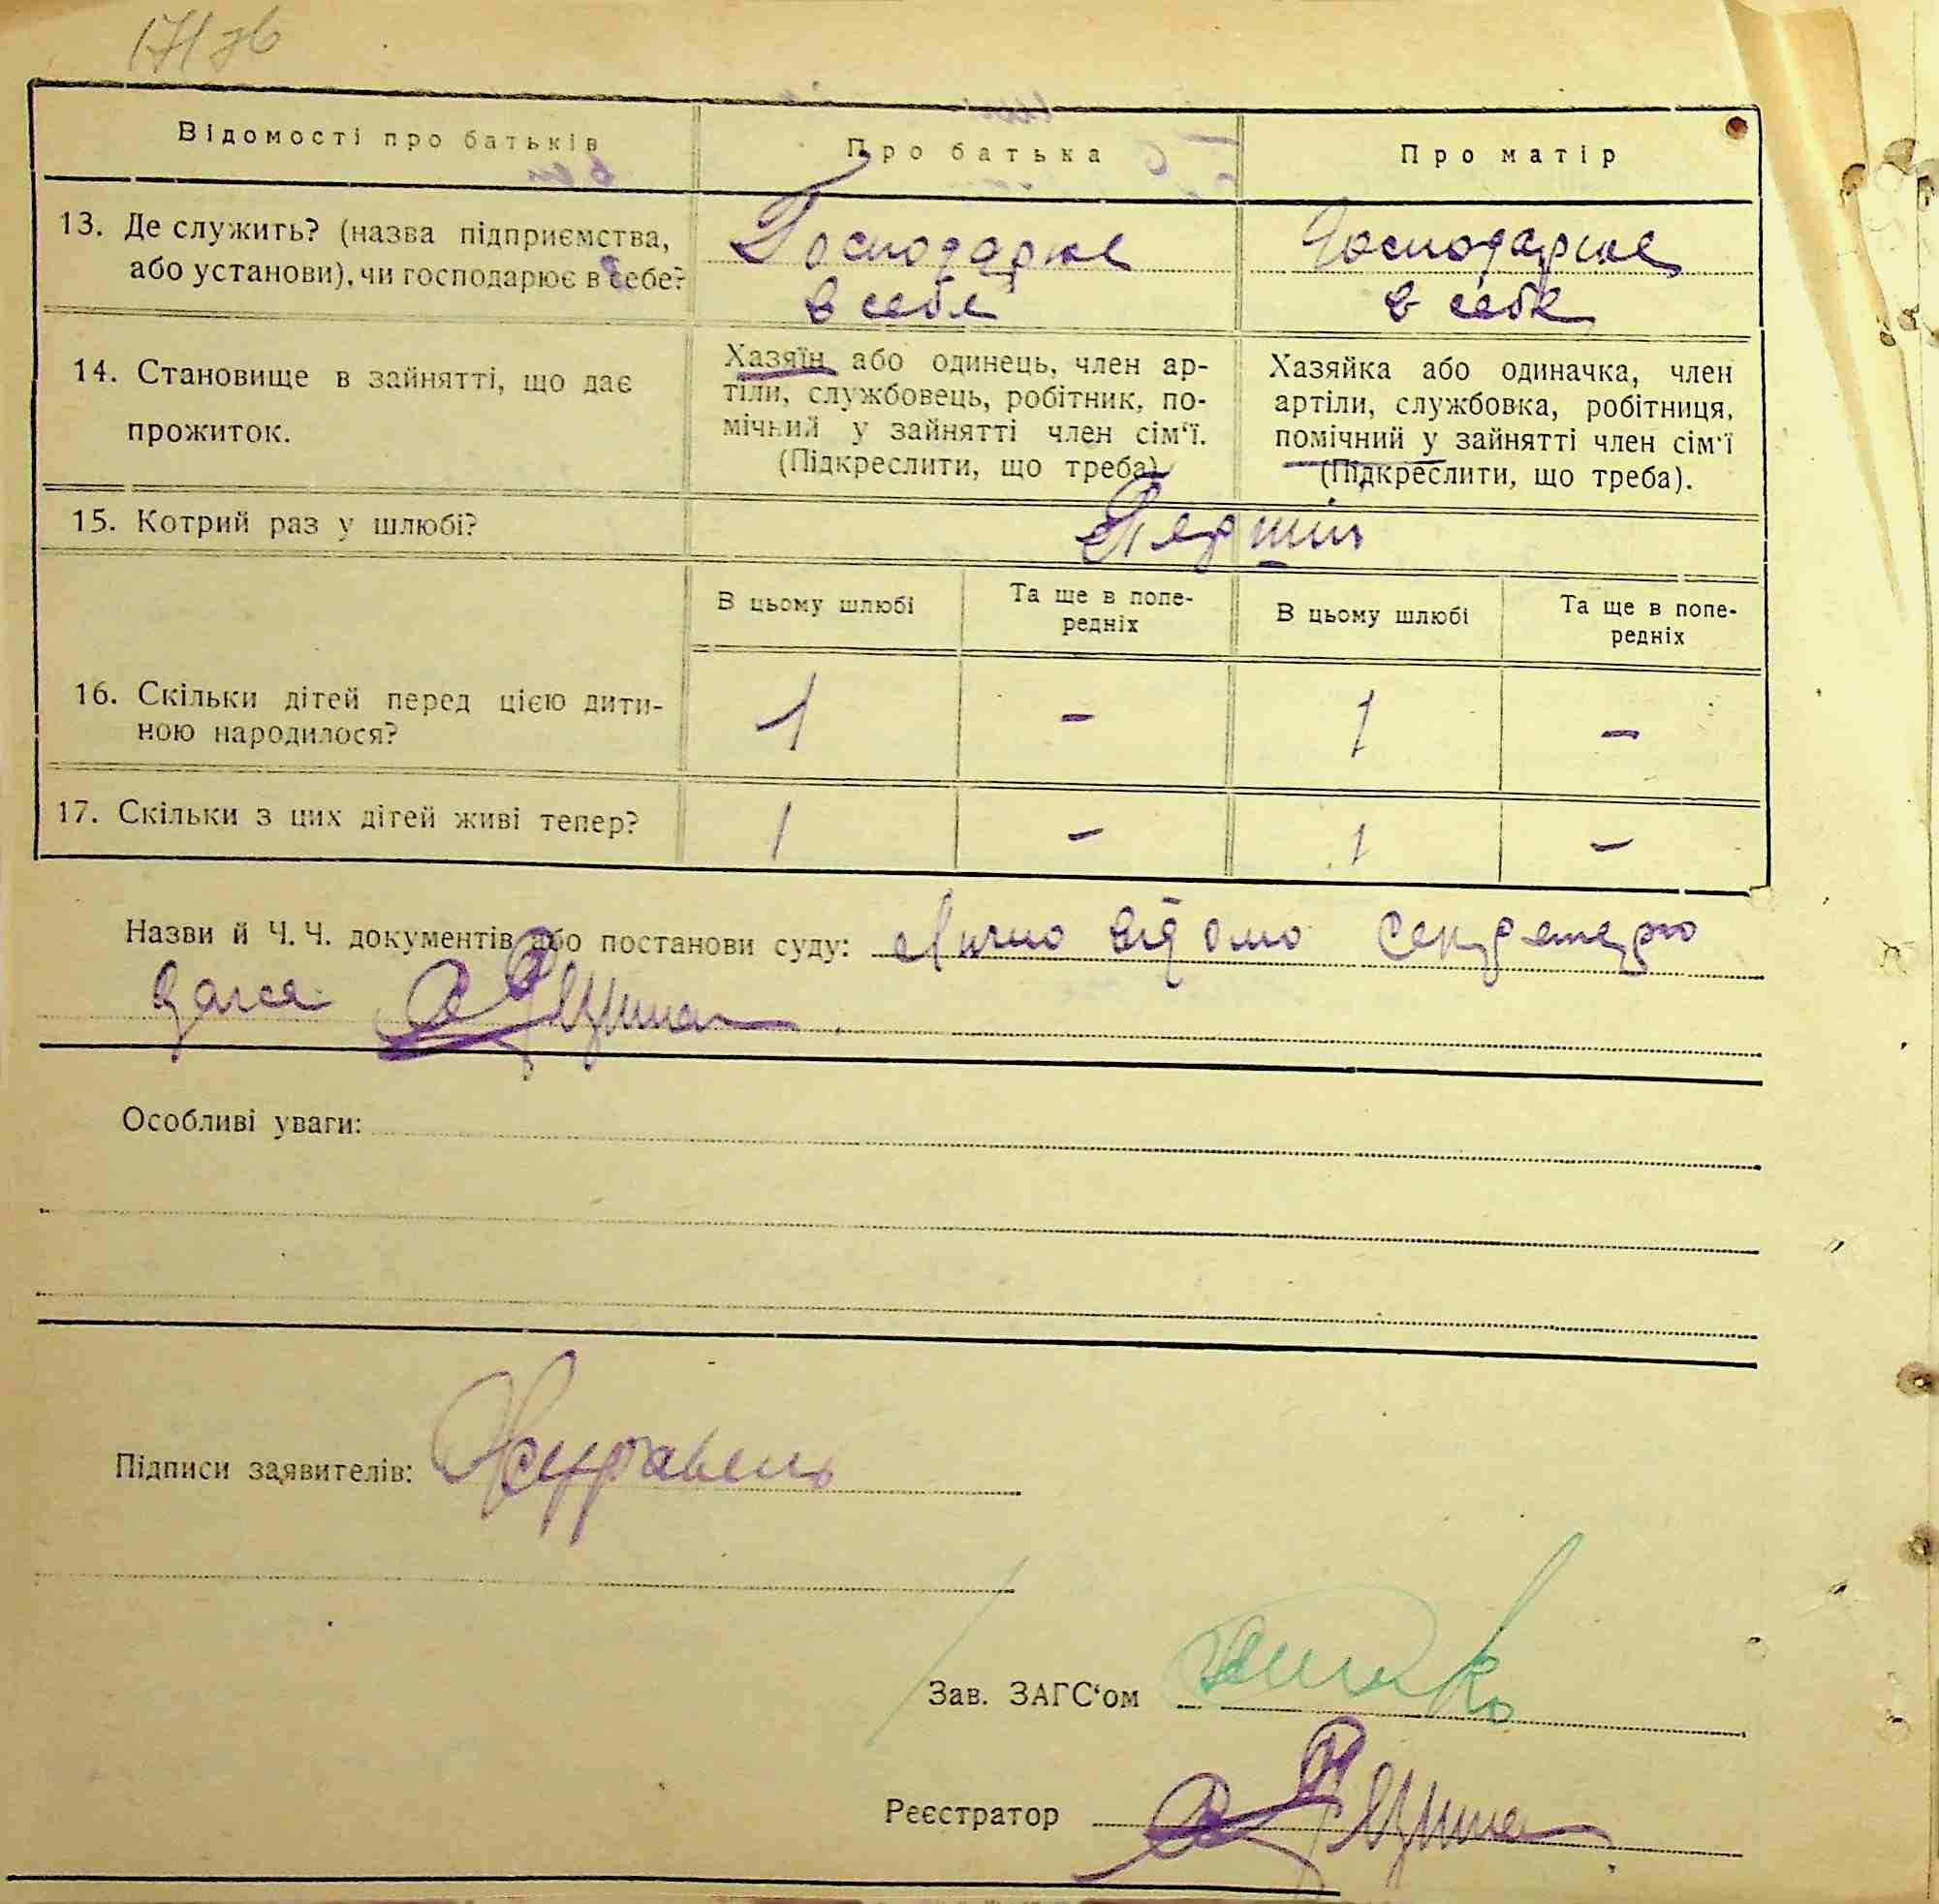 171зв
Відомості про батьків
Про батька
Про матір
13. Де служить? (назва підприємства,
або установи), чи господарює в себе?
Господарює
в себе
Господарює
в себе
14. Становище в зайнятті, що дає
прожиток.
Хазяїн або одинець, член ар-
тіли, службовець, робітник, по-
мічний у зайнятті член сім'ї.
(Підкреслити, що треба)
Хазяйка або одиначка, член
артіли, службовка, робітниця,
помічний у зайнятті член сім'ї
(Підкреслити, що треба).
15. Котрий раз у шлюбі?
Перший
В цьому шлюбі
Та ще в попе-
редніх
В цьому шлюбі
Та ще в попе-
редніх
16. Скільки дітей перед цією дити-
ною народилося?
1 – 1 –
17. Скільки з цих дітей живі тепер?
1 – 1 –
Назви й Ч. Ч. документів або постанови суду: Лично відомо
Особливі уваги:
Підписи заявителів: Журавель
Зав. ЗАГС'ом
Реєстратор